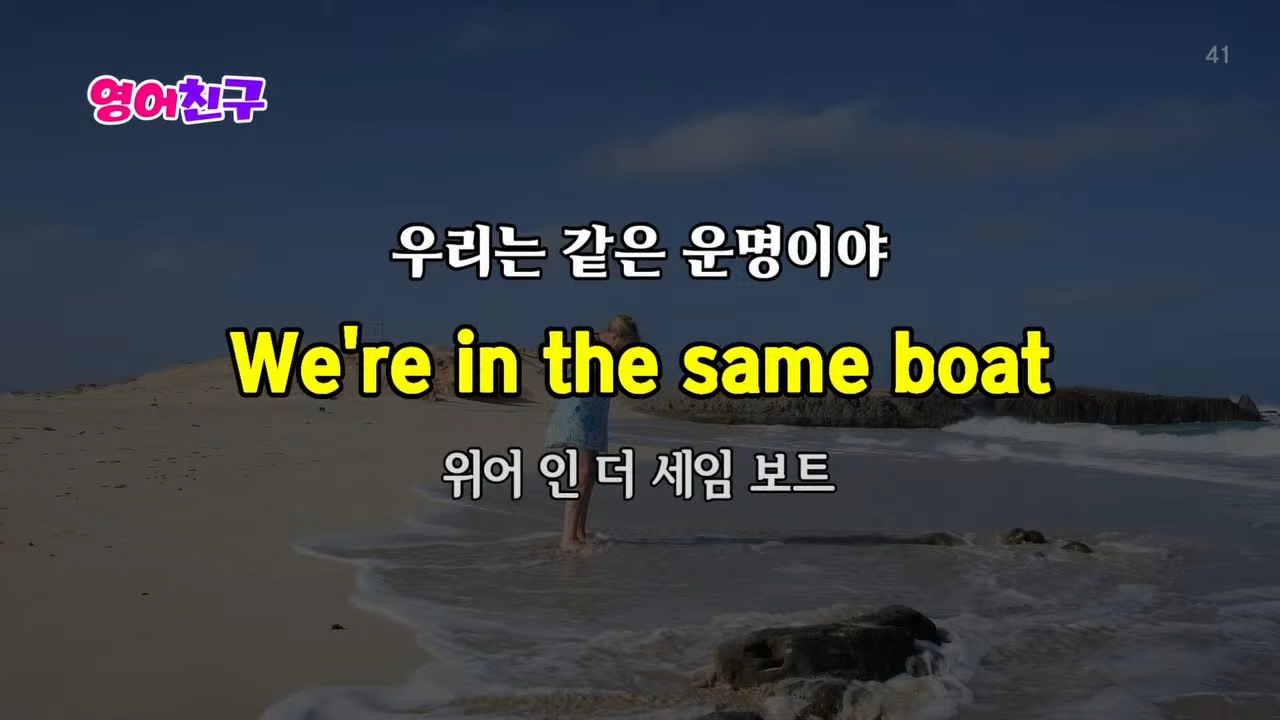 41
영어친구
우리는 같은 운명이야
We're in the same boat
위어 인 더 세임 보트